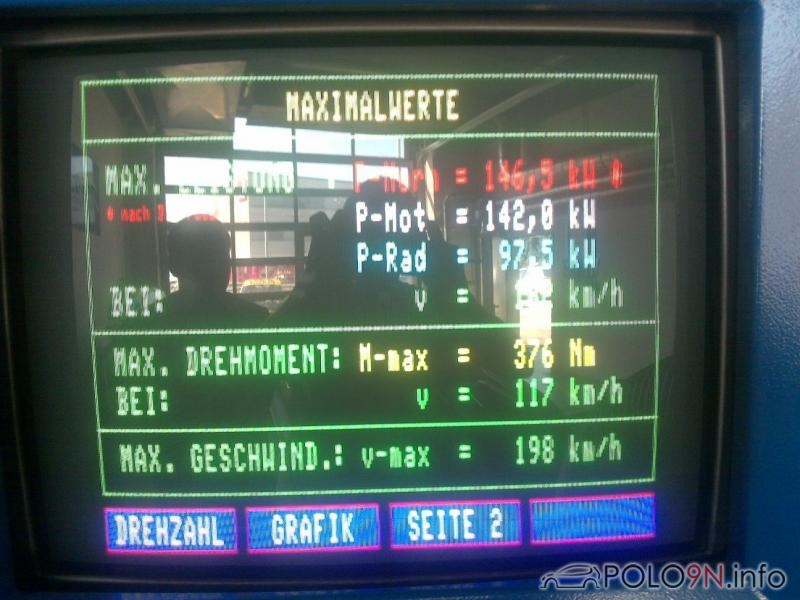 MAXIMALWERTE
MAX. LEISTUNG P-Norm = 146,5 kW
P-Mot = 142,0 kW
P-Rad = 97,5 kW
BEI: v = km/h
MAX. DREHMOMENT: M-max = 376 Nm
BEI: v = 117 km/h
MAX. GESCHWIND.: v-max = 198 km/h
DREHZAHL GRAFIK SEITE 2
POLO9N.info